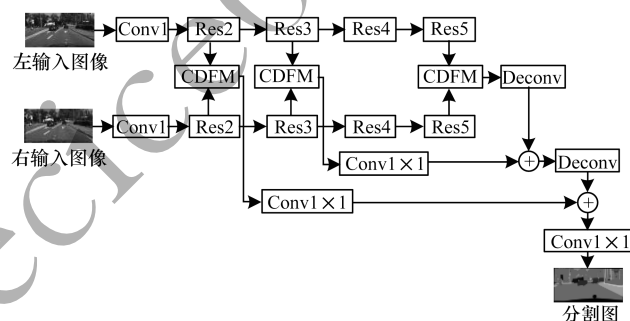 Conv1
Res2
Res3
Res4
Res5
左输入图像
CDFM
CDFM
CDFM
Deconv
Conv1
Res2
Res3
Res4
Res5
右输入图像
Conv1×1
+
Deconv
Conv1×1
+
Conv1×1
分割图